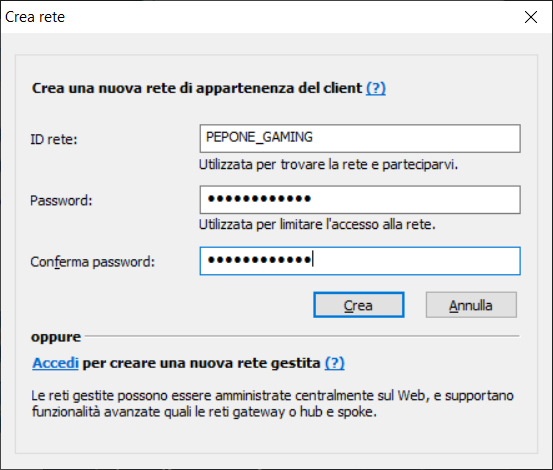 Crea rete
Crea una nuova rete di appartenenza del client (?)
ID rete:
PEPONE_GAMING
Utilizzata per trovare la rete e parteciparvi.
Password:
●●●●●●●●●●●●
Utilizzata per limitare l'accesso alla rete.
Conferma password:
●●●●●●●●●●●●
Crea
Annulla
oppure
Accedi per creare una nuova rete gestita (?)
Le reti gestite possono essere amministrate centralmente sul Web, e supportano
funzionalità avanzate quali le reti gateway o hub e spoke.